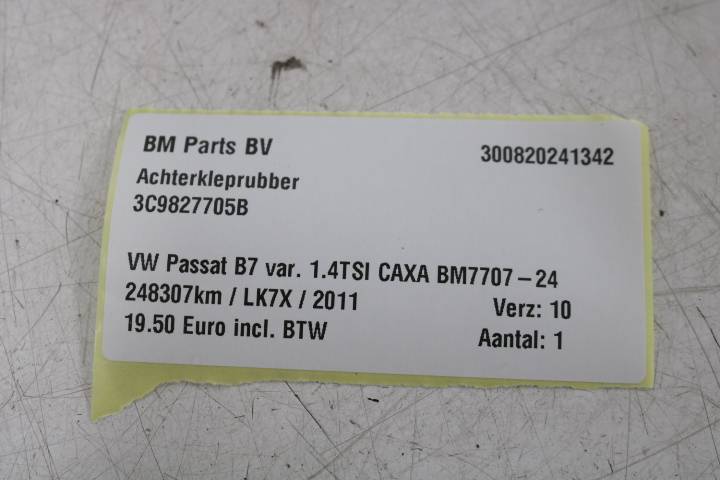 BM Parts BV 300820241342
Achterkleprubber
3C9827705B
VW Passat B7 var. 1.4TSI CAXA BM7707-24
248307km / LK7X / 2011 Verz: 10
19.50 Euro incl. BTW Aantal: 1